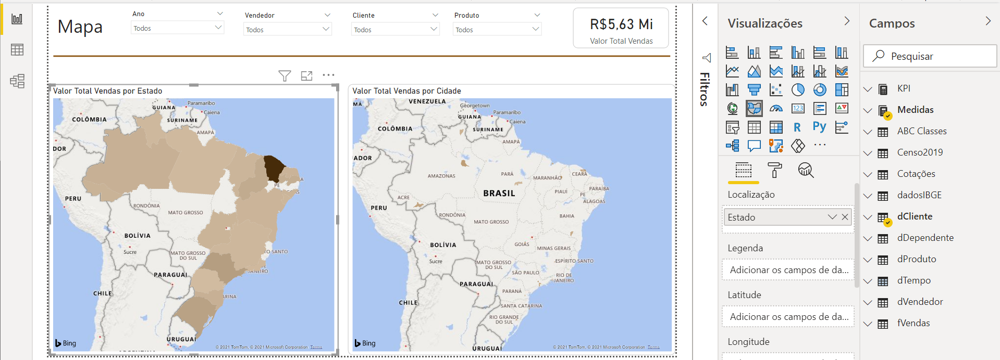 Mapa
Ano
Todos
Vendedor
Todos
Cliente
Todos
Produto
Todos
R$5,63 Mi
Valor Total Vendas
Valor Total Vendas por Estado
Paramaribo
GUIANA
Caiena
COLÔMBIA
SURINAME
AMAPÁ
DOR
PE
A
PERU
RONDÔNIA
MATO GROSSO
BOLÍVIA
Sucre
MATO GROSSO
DO SUL
TO SANTO
JANEIRO
PARAGUAI
CHILE
ARINA
URUGUAI
ARGENTINA
Bing
© 2021 TomTom, © 2021 Microsoft Corporation Terms
Valor Total Vendas por Cidade
MÁ
VENEZUELA
Georgetown
Paramaribo
GUIANA
Caiena
COLÔMBIA
SURINAME
AMAPÁ
ADOR
AMAZONAS
PARÁ
MARANHÃO
CEARÁ
BRASIL
PIAUÍ
PARAÍBA
PE
ACRE
ALAGOAS
PERU
RONDÔNIA
MATO GROSSO
BAHIA
BOLÍVIA
GOIÁS
MINAS GERAIS
Sucre
MATO GROSSO
DO SUL
ESPÍRITO SANTO
SÃO PAULO
RIO DE
JANEIRO
PARAGUAI
PARANÁ
CHILE
SANTA CATARINA
RIO GRANDE
DO SUL
URUGUAI
Bing
© 2021 TomTom, © 2021 Microsoft Corporation Terms
Filtros
Visualizações
123
R
Py
Localização
Estado
Legenda
Adicionar os campos de da...
Latitude
Adicionar os campos de da...
Longitude
Campos
Pesquisar
KPI
Medidas
ABC Classes
Censo2019
Cotações
dadosIBGE
dCliente
dDependente
dProduto
dTempo
dVendedor
fVendas